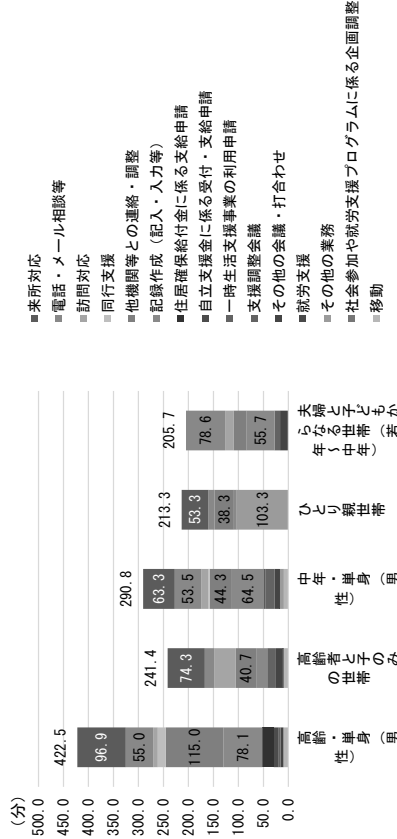 (分)
500.0
450.0
400.0
350.0
300.0
250.0
200.0
150.0
100.0
50.0
0.0
422.5
96.9
55.0
115.0
78.1
高齢・単身（男
性）
241.4
74.3
40.7
高齢者と子のみ
の世帯
290.8
63.3
53.5
44.3
64.5
中年・単身（男
性）
213.3
53.3
38.3
103.3
ひとり親世帯
205.7
78.6
55.7
夫婦と子どもか
らなる世帯（若
年～中年）
■来所対応
■電話・メール相談等
■訪問対応
■同行支援
■他機関等との連絡・調整
■記録作成（記入・入力等）
■住居確保給付金に係る支給申請
■自立支援金に係る受付・支給申請
■一時生活支援事業の利用申請
■支援調整会議
■その他の会議・打合わせ
■就労支援
■その他の業務
■社会参加や就労支援プログラムに係る企画調整
■移動